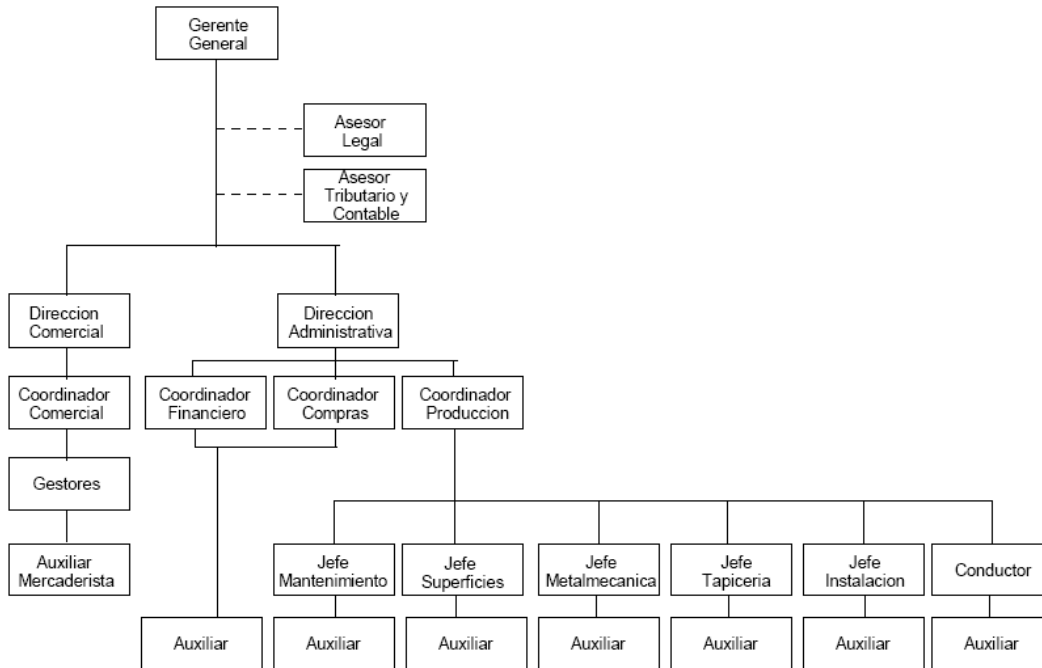 Gerente
General
Asesor
Legal
Asesor
Tributario y
Contable
Direccion
Comercial
Direccion
Administrativa
Coordinador
Comercial
Coordinador
Financiero
Coordinador
Compras
Coordinador
Produccion
Gestores
Auxiliar
Mercaderista
Jefe
Mantenimiento
Jefe
Superficies
Jefe
Metalmecanica
Jefe
Tapiceria
Jefe
Instalacion
Conductor
Auxiliar
Auxiliar
Auxiliar
Auxiliar
Auxiliar
Auxiliar
Auxiliar